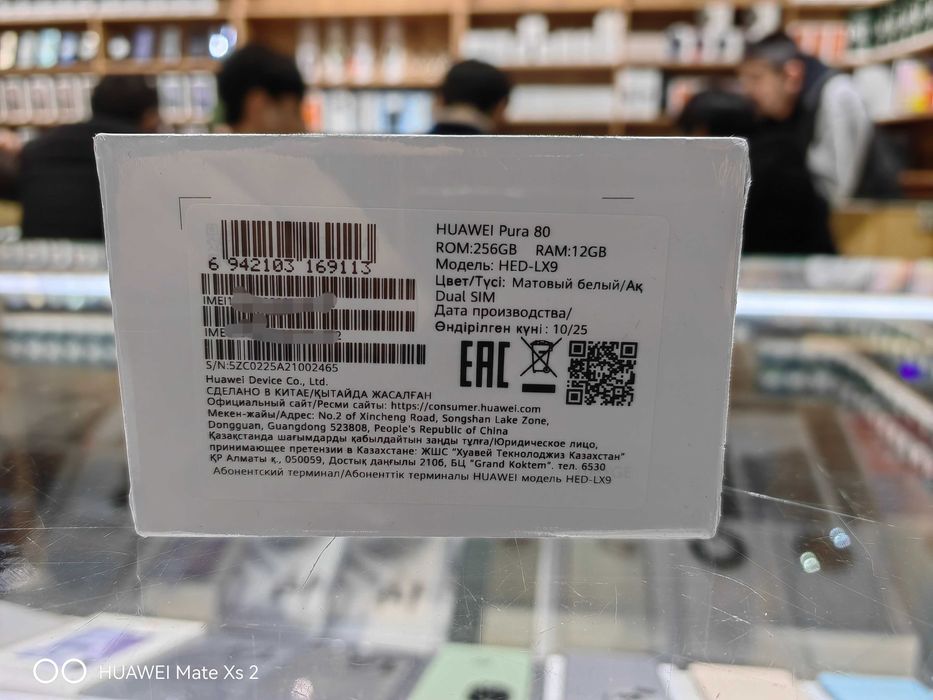 6 942103 169113
IMEI1
IME
S/N:5ZC0225A21002465
Huawei Device Co., Ltd.
СДЕЛАНО В КИТАЕ/ҚЫТАЙДА ЖАСАЛҒАН
Официальный сайт/Ресми сайты: https://consumer.huawei.com
Мекен-жайы/Адрес: No.2 of Xincheng Road, Songshan Lake Zone,
Dongguan, Guangdong 523808, People's Republic of China
Қазақстанда шағымдарды қабылдайтын заңды тұлға/Юридическое лицо,
принимающее претензии в Казахстане: ЖШС "Хуавей Текнолоджиз Казахстан"
ҚР Алматы қ., 050059, Достық даңғылы 210б, БЦ "Grand Koktem". тел. 6530
Абонентский терминал/Абоненттік терминалы HUAWEI модель HED-LX9
HUAWEI Pura 80
ROM:256GB RAM:12GB
Модель: HED-LX9
Цвет/Түсі: Матовый белый/Ақ
Dual SIM
Дата производства/
Өндірілген күні: 10/25
EAC
HUAWEI Mate Xs 2